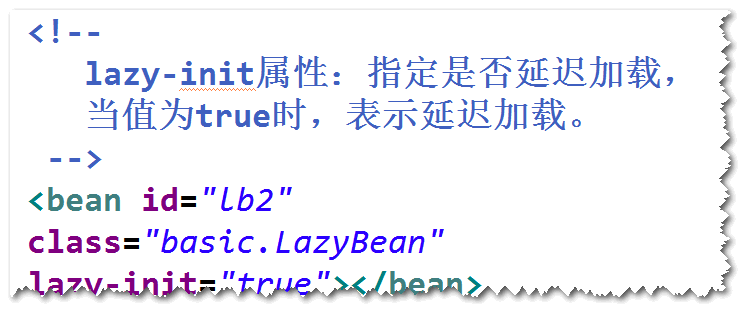 <!--
lazy-init属性：指定是否延迟加载，
当值为true时，表示延迟加载。
-->
<bean id="lb2"
class="basic.LazyBean"
lazy-init="true"></bean>